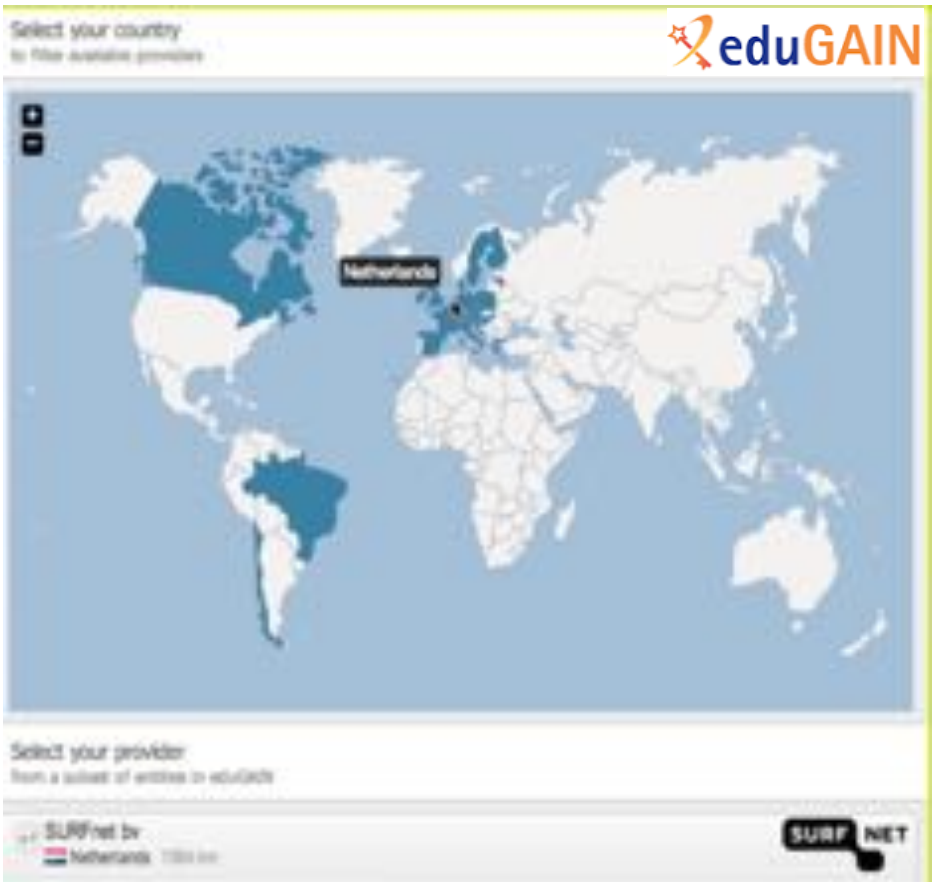 Select your country
to filter available providers
eduGAIN
+
−
Netherlands
Select your provider
from a subset of entities in eduGAIN
SURFnet bv
Netherlands
SURF NET